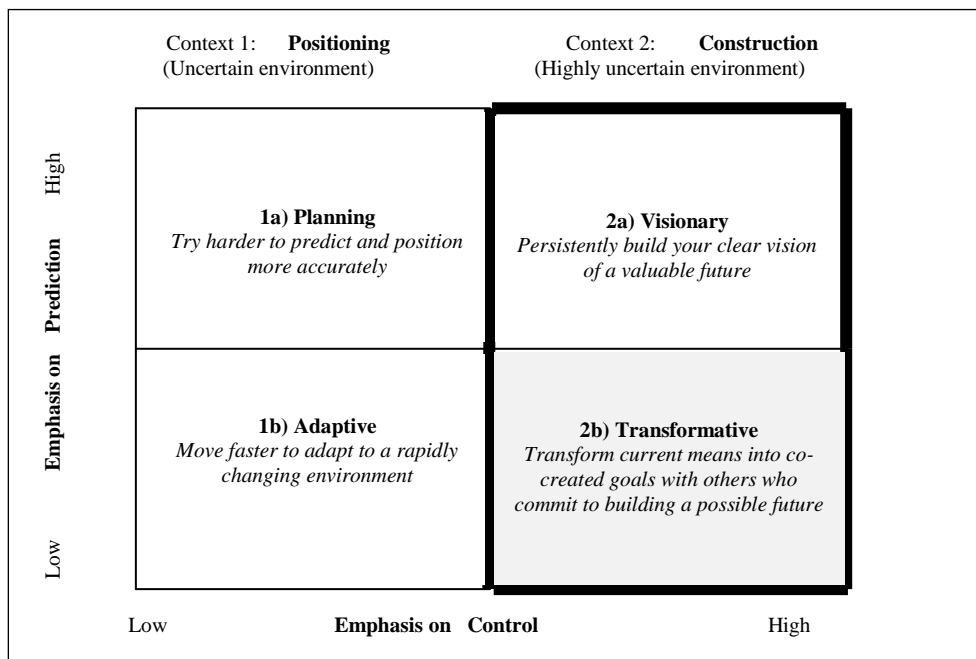 Context 1: Positioning
(Uncertain environment)
Context 2: Construction
(Highly uncertain environment)
High
Emphasis on Prediction
Low
1a) Planning
Try harder to predict and position
more accurately
2a) Visionary
Persistently build your clear vision
of a valuable future
1b) Adaptive
Move faster to adapt to a rapidly
changing environment
2b) Transformative
Transform current means into co-
created goals with others who
commit to building a possible future
Low
Emphasis on Control
High